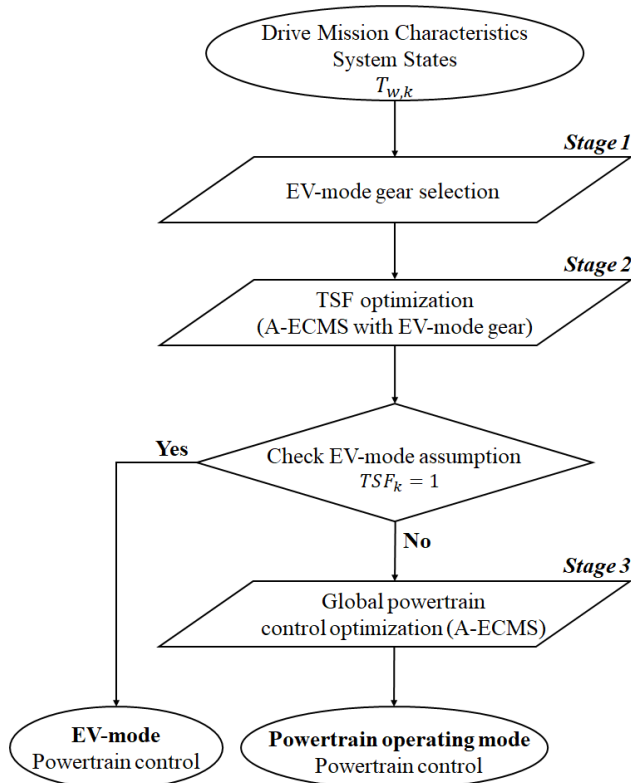 Drive Mission Characteristics
System States
T_{w,k}
Stage 1
EV-mode gear selection
Stage 2
TSF optimization
(A-ECMS with EV-mode gear)
Yes
Check EV-mode assumption
TSF_k = 1
No
Stage 3
Global powertrain
control optimization (A-ECMS)
EV-mode
Powertrain control
Powertrain operating mode
Powertrain control